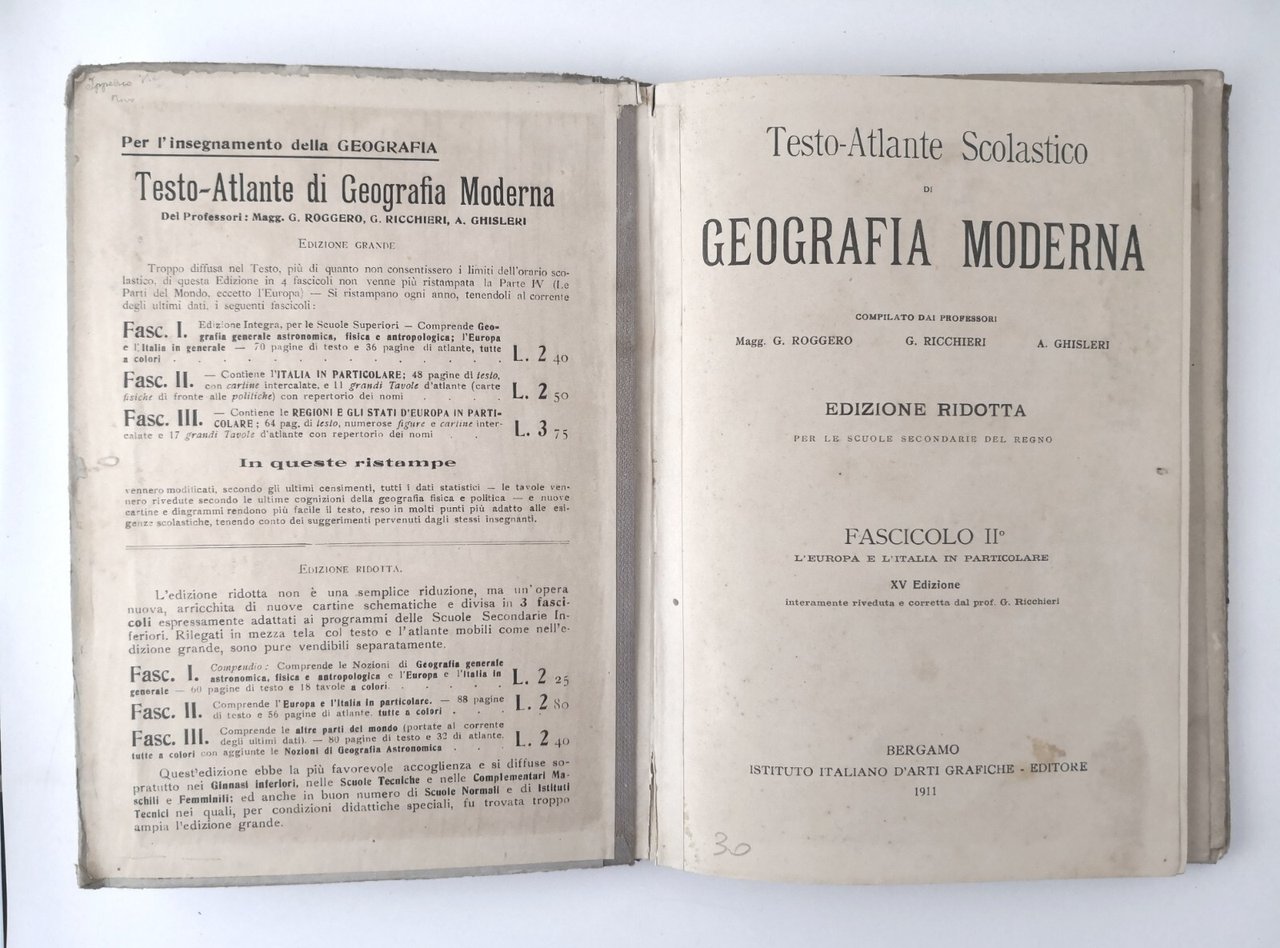 Per l'insegnamento della GEOGRAFIA
Testo-Atlante di Geografia Moderna
Dei Professori: Magg. G. ROGGERO, G. RICCHIERI, A. GHISLERI
EDIZIONE GRANDE
Troppo diffusa nel Testo, più di quanto non consentissero i limiti dell'orario sco-
lastico, di questa Edizione in 4 fascicoli non venne più ristampata la Parte IV (Le
Parti del Mondo, eccetto l'Europa) — Si ristampano ogni anno, tenendoli al corrente
degli ultimi dati, i seguenti fascicoli:
Fasc. I. Edizione Integra, per le Scuole Superiori — Comprende Geo-
grafia generale astronomica, fisica e antropologica; l'Europa
e l'Italia in generale — 70 pagine di testo e 36 pagine di atlante, tutte
a colori . . . . . . . . . . . . L. 2 40
Fasc. II. — Contiene l'ITALIA IN PARTICOLARE; 48 pagine di testo,
con cartine intercalate, e 11 grandi Tavole d'atlante (carte
fisiche di fronte alle politiche) con repertorio dei nomi . . . . L. 2 50
Fasc. III. — Contiene le REGIONI E GLI STATI D'EUROPA IN PARTI-
COLARE; 64 pag. di testo, numerose figure e cartine inter-
calate e 17 grandi Tavole d'atlante con repertorio dei nomi . . L. 3 75
In queste ristampe
vennero modificati, secondo gli ultimi censimenti, tutti i dati statistici — le tavole ven-
nero rivedute secondo le ultime cognizioni della geografia fisica e politica — e nuove
cartine e diagrammi rendono più facile il testo, reso in molti punti più adatto alle esi-
genze scolastiche, tenendo conto dei suggerimenti pervenuti dagli stessi insegnanti.
EDIZIONE RIDOTTA.
L'edizione ridotta non è una semplice riduzione, ma un'opera
nuova, arricchita di nuove cartine schematiche e divisa in 3 fasci-
coli espressamente adattati ai programmi delle Scuole Secondarie In-
feriori. Rilegati in mezza tela col testo e l'atlante mobili come nell'e-
dizione grande, sono pure vendibili separatamente.
Fasc. I. Compendio: Comprende le Nozioni di Geografia generale
astronomica, fisica e antropologica e l'Europa e l'Italia in
generale — 60 pagine di testo e 18 tavole a colori . . . . . L. 2 25
Fasc. II. Comprende l'Europa e l'Italia in particolare. — 88 pagine
di testo e 56 pagine di atlante, tutte a colori . . . L. 2 80
Fasc. III. Comprende le altre parti del mondo (portate al corrente
degli ultimi dati). — 80 pagine di testo e 32 di atlante,
tutte a colori con aggiunte le Nozioni di Geografia Astronomica . . . L. 2 40
Quest'edizione ebbe la più favorevole accoglienza e si diffuse so-
pratutto nei Ginnasi Inferiori, nelle Scuole Tecniche e nelle Complementari Ma-
schili e Femminili; ed anche in buon numero di Scuole Normali e di Istituti
Tecnici nei quali, per condizioni didattiche speciali, fu trovata troppo
ampia l'edizione grande.
Testo-Atlante Scolastico
DI
GEOGRAFIA MODERNA
COMPILATO DAI PROFESSORI
Magg. G. ROGGERO G. RICCHIERI A. GHISLERI
EDIZIONE RIDOTTA
PER LE SCUOLE SECONDARIE DEL REGNO
FASCICOLO II°
L'EUROPA E L'ITALIA IN PARTICOLARE
XV Edizione
interamente riveduta e corretta dal prof. G. Ricchieri
BERGAMO
ISTITUTO ITALIANO D'ARTI GRAFICHE - EDITORE
1911
30